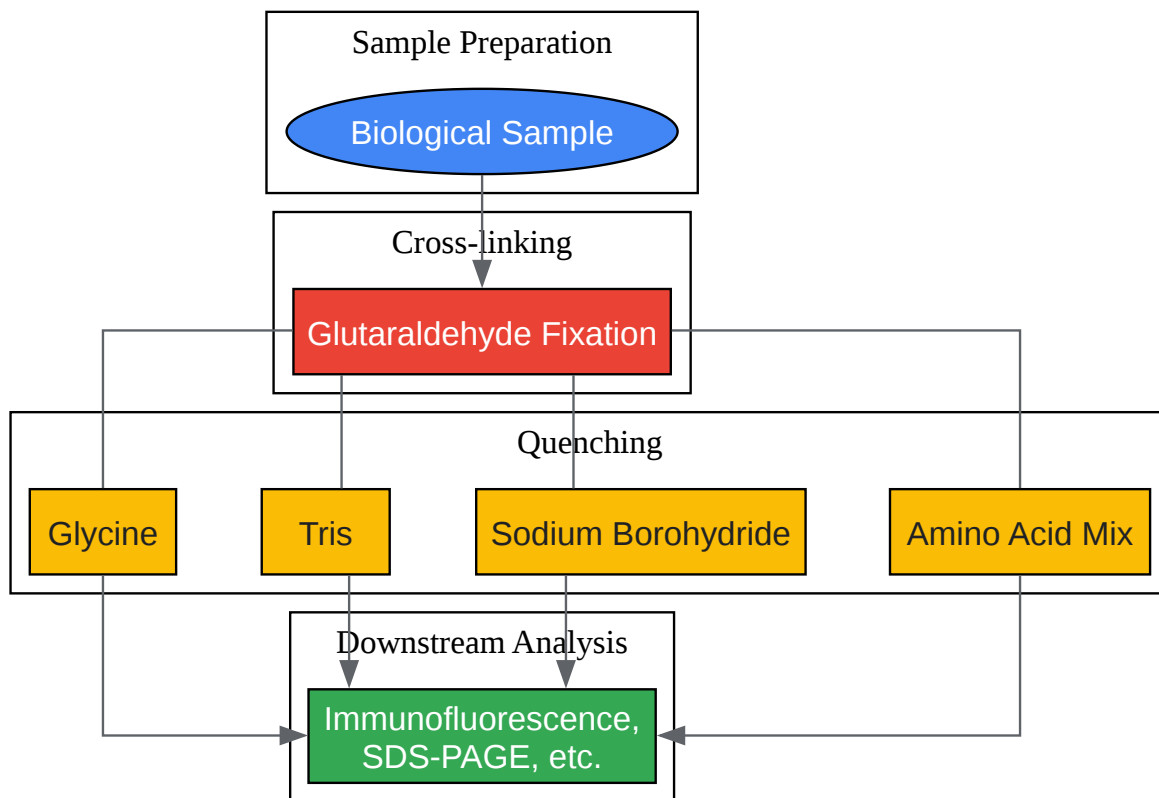 Sample Preparation
Biological Sample
Cross-linking
Glutaraldehyde Fixation
Quenching
Glycine
Tris
Sodium Borohydride
Amino Acid Mix
Downstream Analysis
Immunofluorescence,
SDS-PAGE, etc.